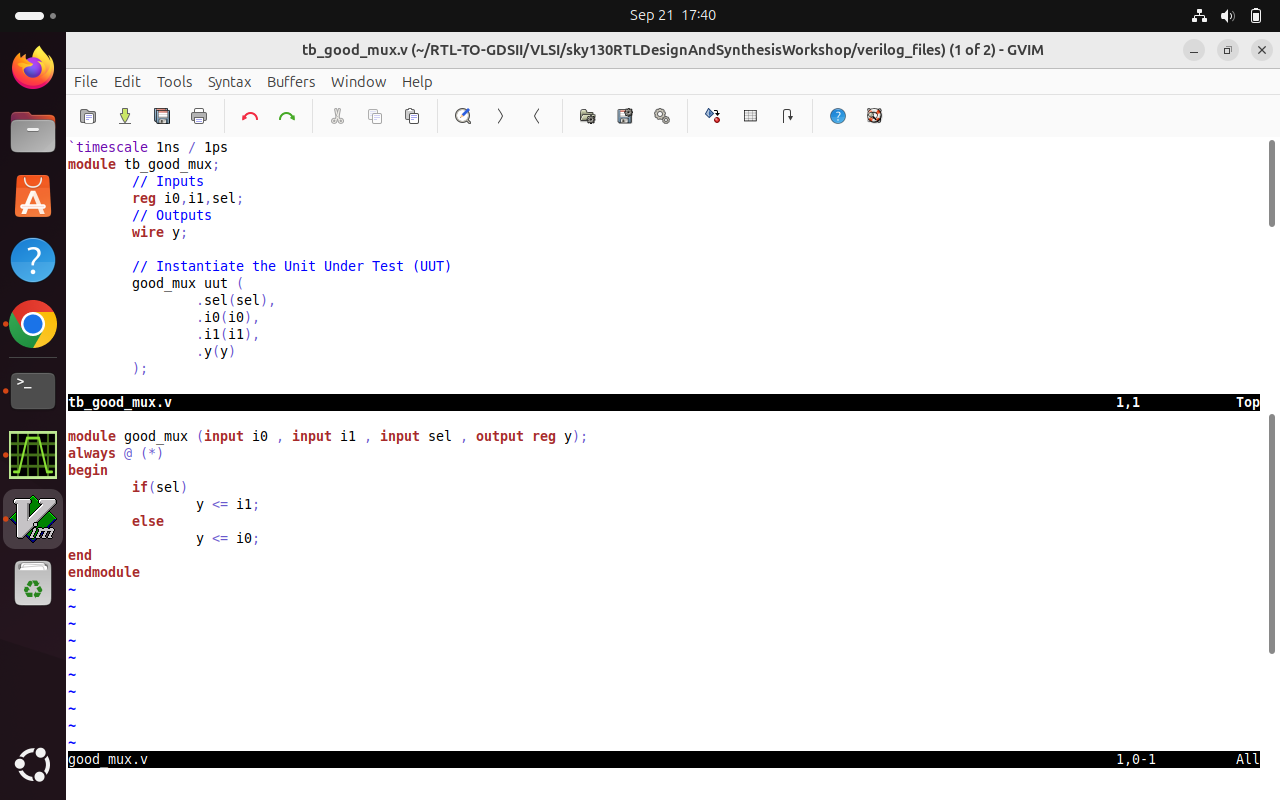 Sep 21 17:40
tb_good_mux.v (~/RTL-TO-GDSII/VLSI/sky130RTLDesignAndSynthesisWorkshop/verilog_files) (1 of 2) - GVIM
File Edit Tools Syntax Buffers Window Help
`timescale 1ns / 1ps
module tb_good_mux;
// Inputs
reg i0,i1,sel;
// Outputs
wire y;
// Instantiate the Unit Under Test (UUT)
good_mux uut (
.sel(sel),
.i0(i0),
.i1(i1),
.y(y)
);
tb_good_mux.v 1,1 Top
module good_mux (input i0 , input i1 , input sel , output reg y);
always @ (*)
begin
if(sel)
y <= i1;
else
y <= i0;
end
endmodule
~
~
~
~
~
~
~
~
~
~
good_mux.v 1,0-1 All